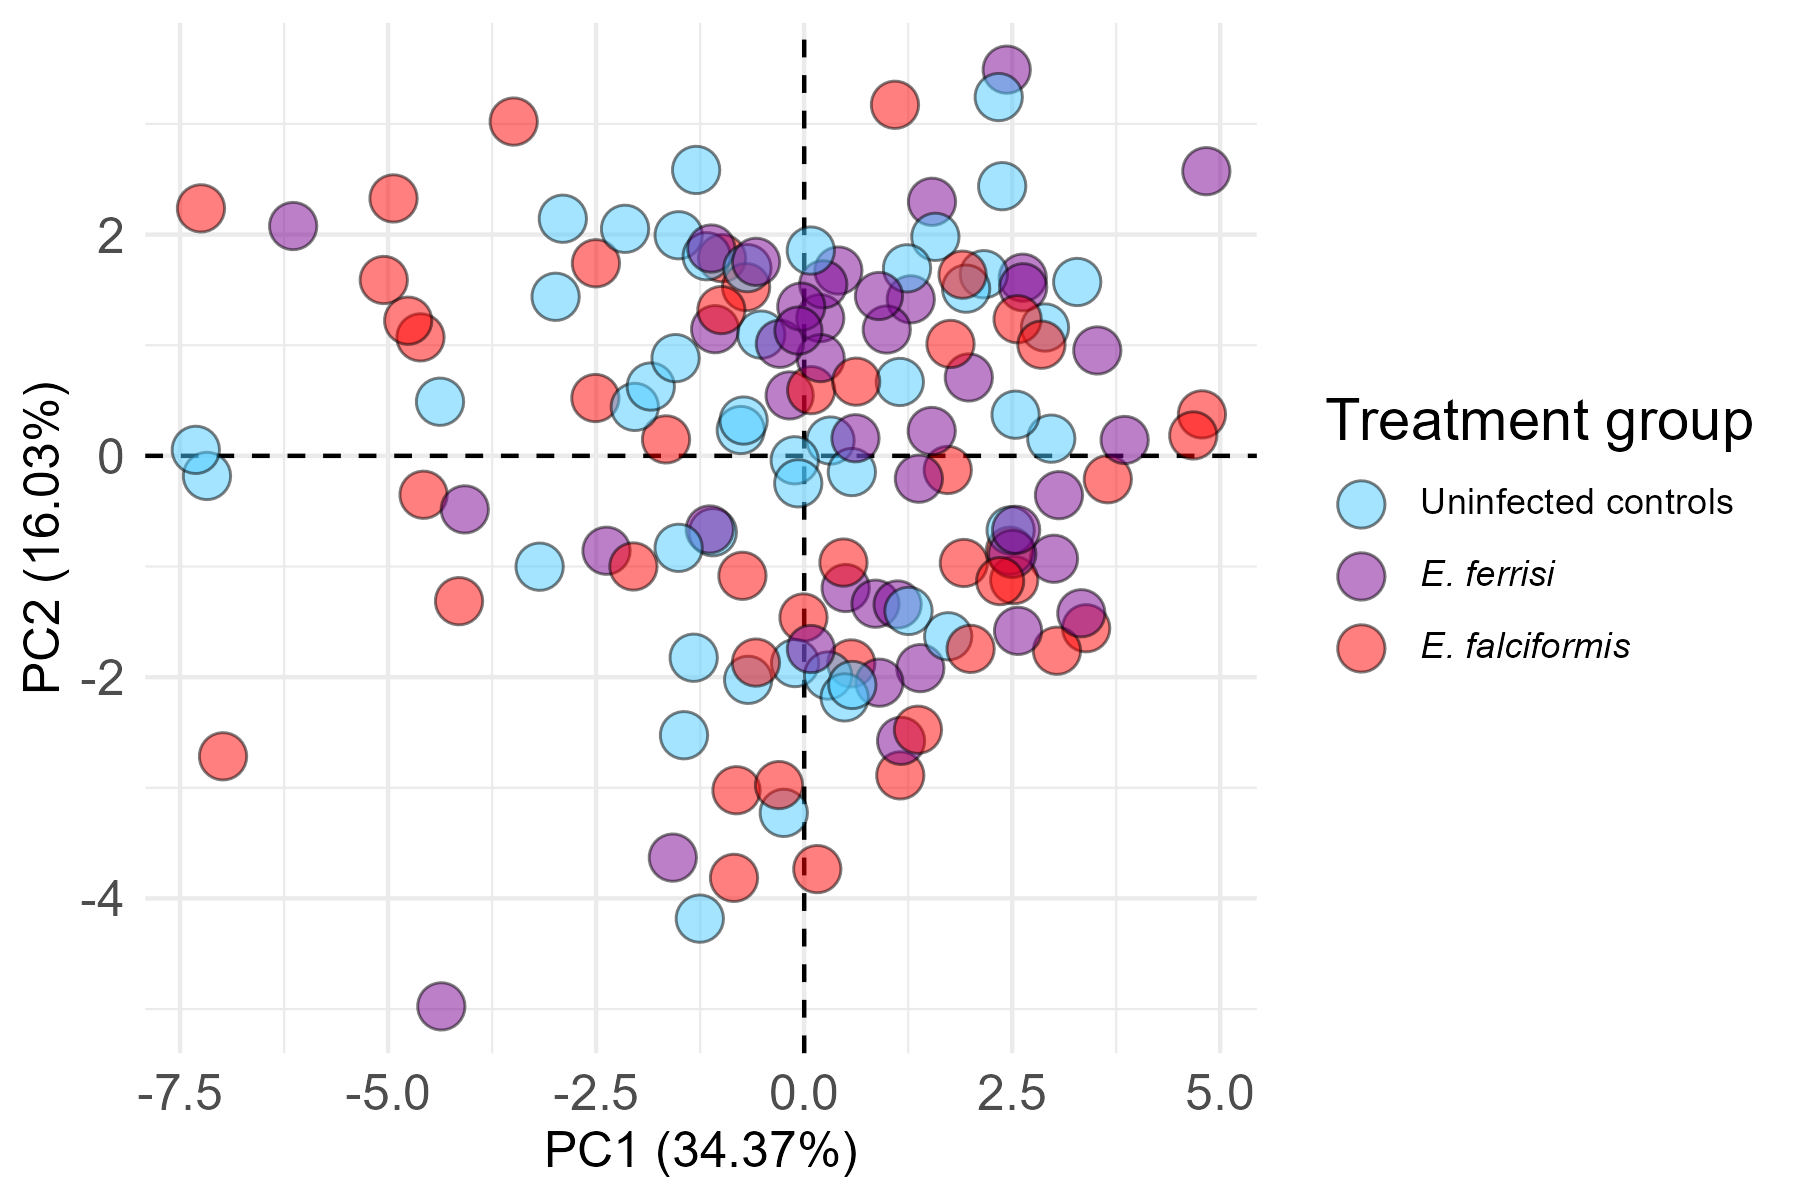 2
0
-2
-4
PC2 (16.03%)
-7.5
-5.0
-2.5
0.0
2.5
5.0
PC1 (34.37%)
Treatment group
Uninfected controls
E. ferrisi
E. falciformis